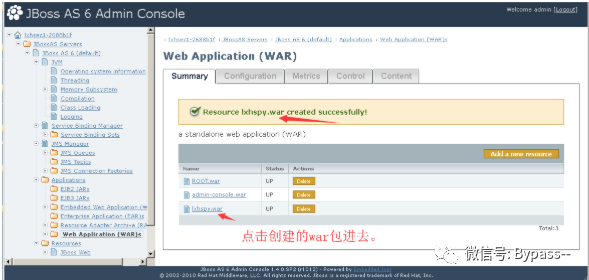 JBoss AS 6 Admin Console
Welcome admin [Logout]
JBossAS Servers
JBoss AS 6 (default)
JVM
Operating System Information
Threading
Memory Subsystem
Compilation
Class Loading
Logging
Service Binding Manager
Service Binding Sets
JMS Manager
JMS Queues
JMS Topics
JMS Connection Factories
Applications
EJB2 JARs
EJB3 JARs
Embedded Web Application (W
Enterprise Application (EAR)s
Resource Adapter Archive (RA
Web Application (WAR)s
Resources
JBoss Web
JBossAS Servers › JBoss AS 6 (default) › Applications › Web Application (WAR)s
Web Application (WAR)
Summary Configuration Metrics Control Content
Resource lxhspy.war created successfully!
a standalone web application (WAR)
Add a new resource
Name Status Actions
ROOT.war UP Delete
admin-console.war UP Delete
lxhspy.war UP Delete
Total:3
点击创建的war包进去。
微信号: Bypass--
JBoss AS 6 Admin Console 1.4.0.SP2 (r1012) - Powered by Embedded Jopr
© 2002-2010 Red Hat Middleware, LLC. All rights reserved. JBoss is a registered trademark of Red Hat, Inc.